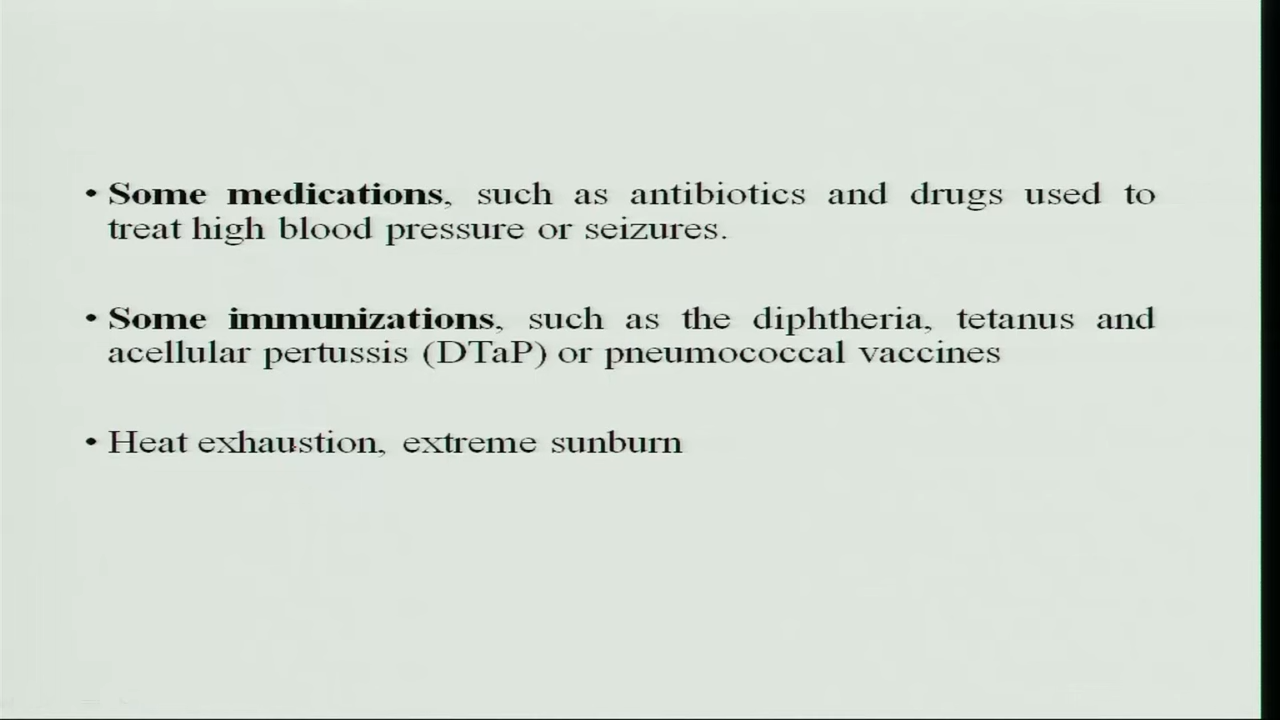 • Some medications, such as antibiotics and drugs used to
treat high blood pressure or seizures.
• Some immunizations, such as the diphtheria, tetanus and
acellular pertussis (DTaP) or pneumococcal vaccines
• Heat exhaustion, extreme sunburn